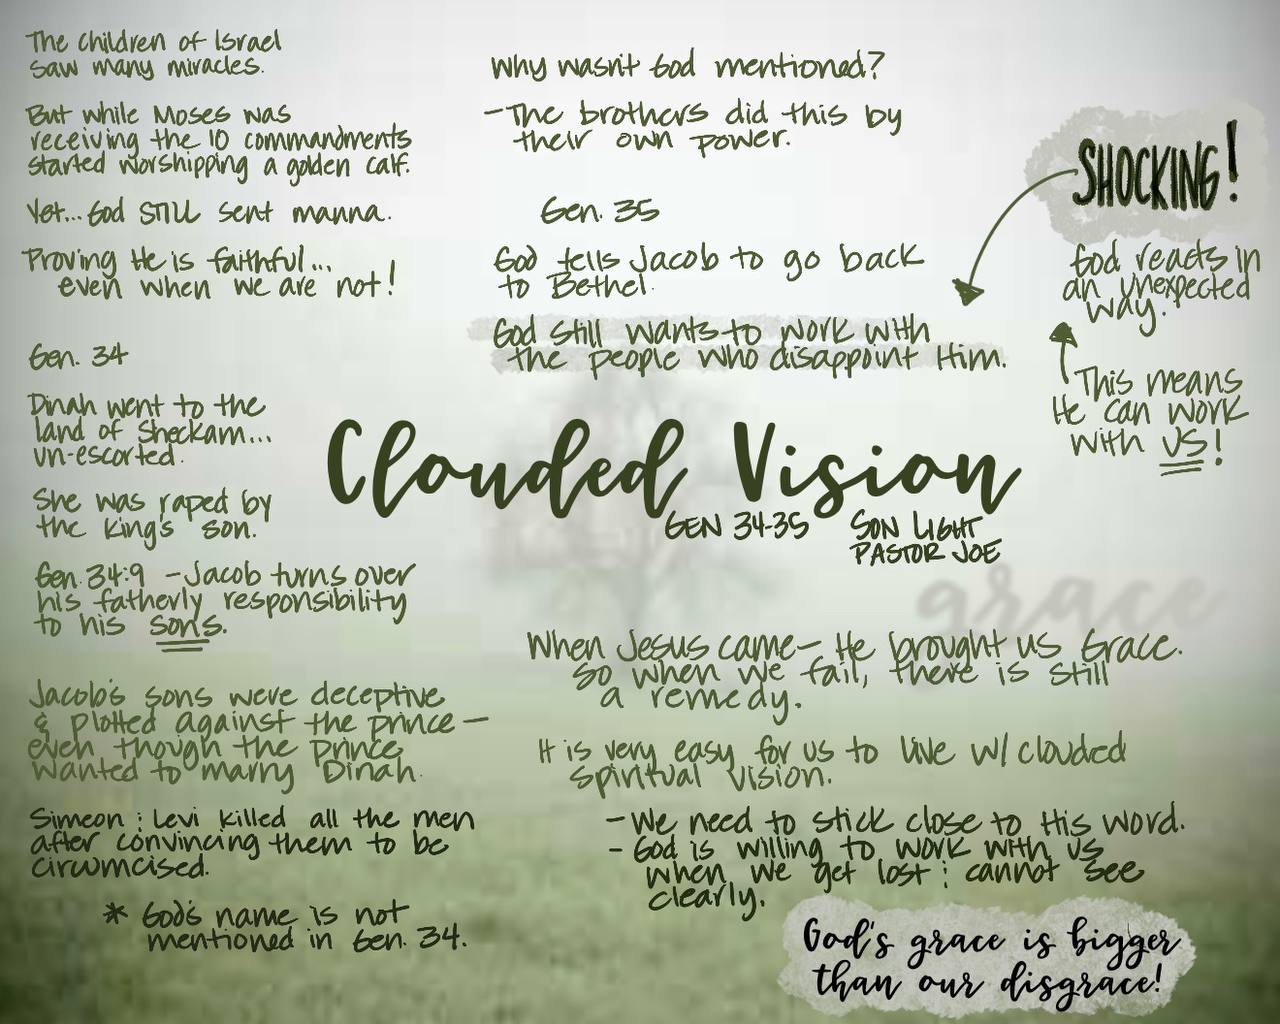 The Children of Israel
saw many miracles.
But while Moses was
receiving the 10 commandments
started worshipping a golden calf.
Yet... God STILL sent manna.
Proving He is faithful...
even when we are not!
Gen. 34
Dinah went to the
land of Sheckam...
un-escorted.
She was raped by
the king's son.
Gen. 34:9 - Jacob turns over
his fatherly responsibility
to his sons.
Jacob's sons were deceptive
& plotted against the prince -
even though the prince
wanted to marry Dinah.
Simeon & Levi killed all the men
after convincing them to be
circumcised.
* God's name is not
mentioned in Gen. 34.
Why wasn't God mentioned?
- The brothers did this by
their own power.
Gen. 35
God tells Jacob to go back
to Bethel.
God still wants to work with
the people who disappoint Him.
SHOCKING!
God reacts in
an unexpected
way.
This means
He can work
with US!
Clouded Vision
GEN 34-35
SON LIGHT
PASTOR JOE
grace
When Jesus came - He brought us Grace.
So when we fail, there is still
a remedy.
It is very easy for us to live w/ clouded
spiritual vision.
- We need to stick close to His Word.
- God is willing to work with us
when we get lost & cannot see
clearly.
God's grace is bigger
than our disgrace!